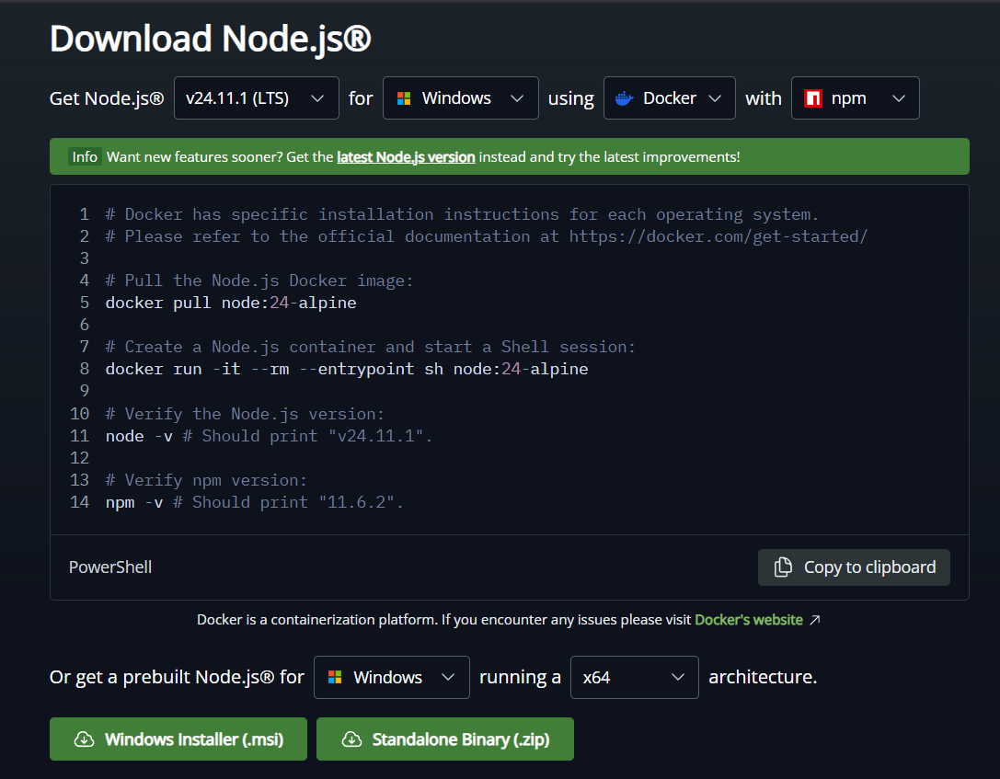 Download Node.js®
Get Node.js® v24.11.1 (LTS) for Windows using Docker with npm
Info Want new features sooner? Get the latest Node.js version instead and try the latest improvements!
1 # Docker has specific installation instructions for each operating system.
2 # Please refer to the official documentation at https://docker.com/get-started/
3
4 # Pull the Node.js Docker image:
5 docker pull node:24-alpine
6
7 # Create a Node.js container and start a Shell session:
8 docker run -it --rm --entrypoint sh node:24-alpine
9
10 # Verify the Node.js version:
11 node -v # Should print "v24.11.1".
12
13 # Verify npm version:
14 npm -v # Should print "11.6.2".
PowerShell Copy to clipboard
Docker is a containerization platform. If you encounter any issues please visit Docker's website
Or get a prebuilt Node.js® for Windows running a x64 architecture.
Windows Installer (.msi) Standalone Binary (.zip)